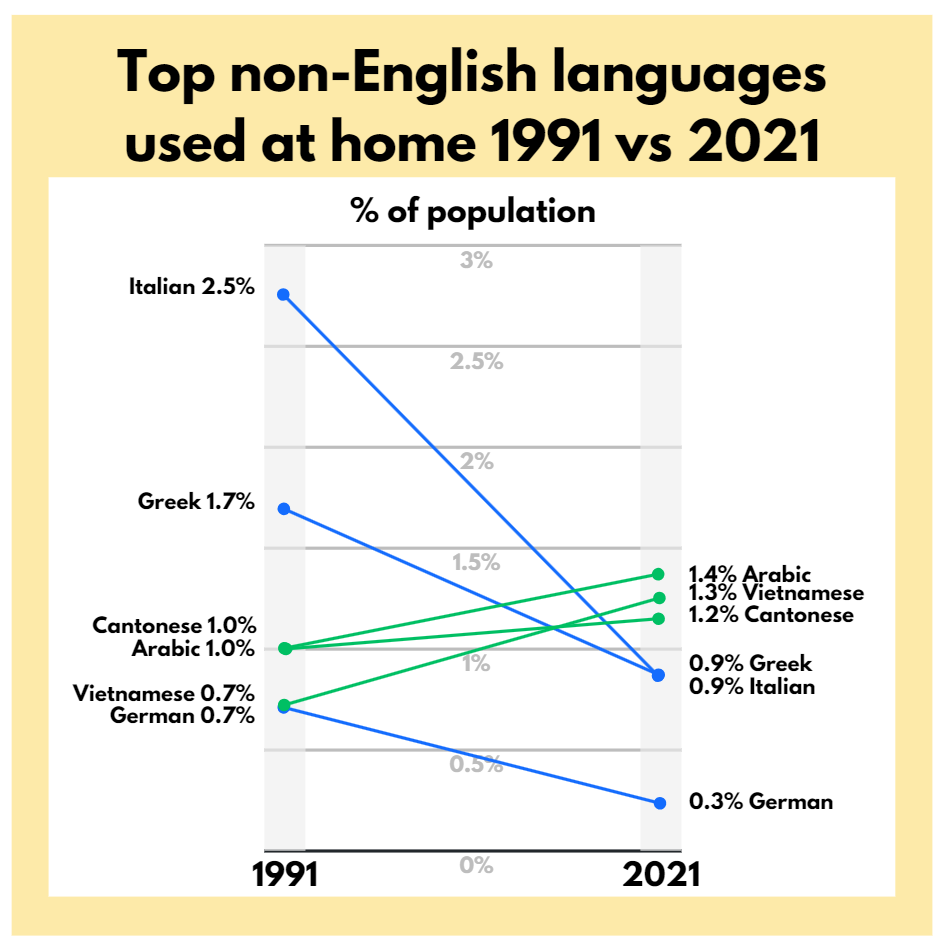 Top non-English languages
used at home 1991 vs 2021
% of population
3%
Italian 2.5%
2.5%
2%
Greek 1.7%
1.5%
1.4% Arabic
1.3% Vietnamese
1.2% Cantonese
Cantonese 1.0%
Arabic 1.0%
1%
0.9% Greek
0.9% Italian
Vietnamese 0.7%
German 0.7%
0.5%
0.3% German
0%
1991
2021